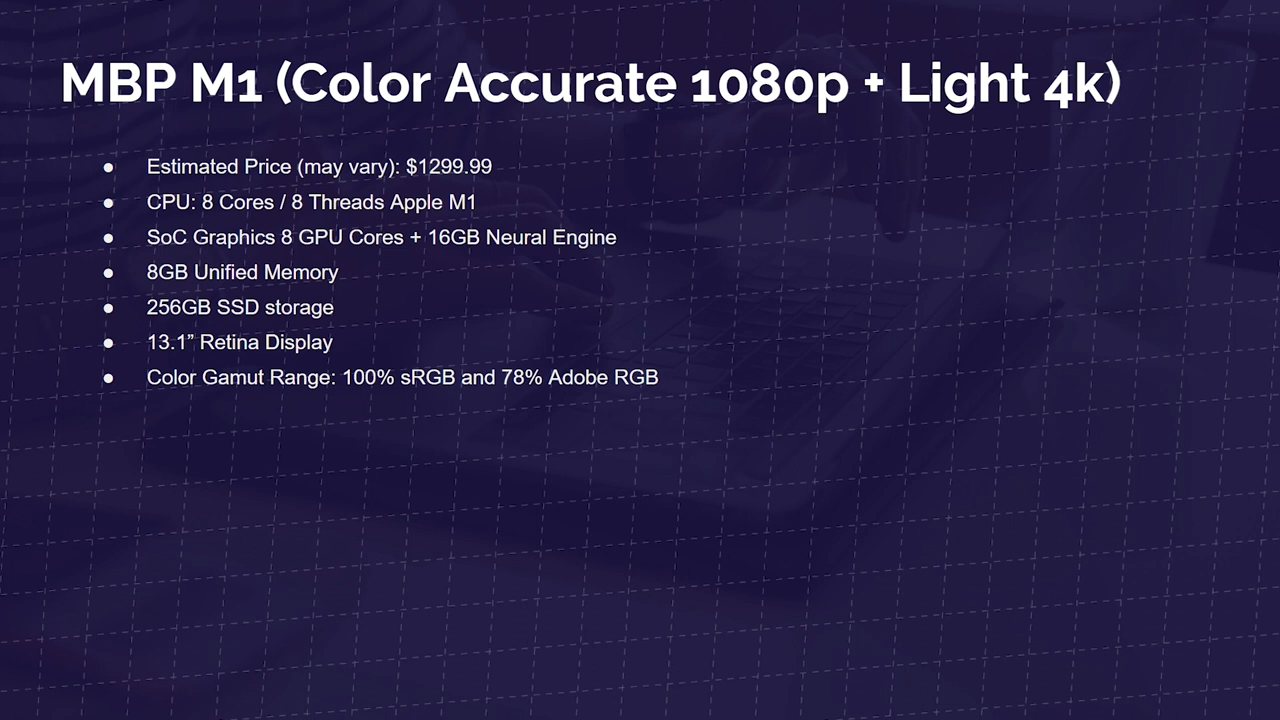 MBP M1 (Color Accurate 1080p + Light 4k)
● Estimated Price (may vary): $1299.99
● CPU: 8 Cores / 8 Threads Apple M1
● SoC Graphics 8 GPU Cores + 16GB Neural Engine
● 8GB Unified Memory
● 256GB SSD storage
● 13.1” Retina Display
● Color Gamut Range: 100% sRGB and 78% Adobe RGB